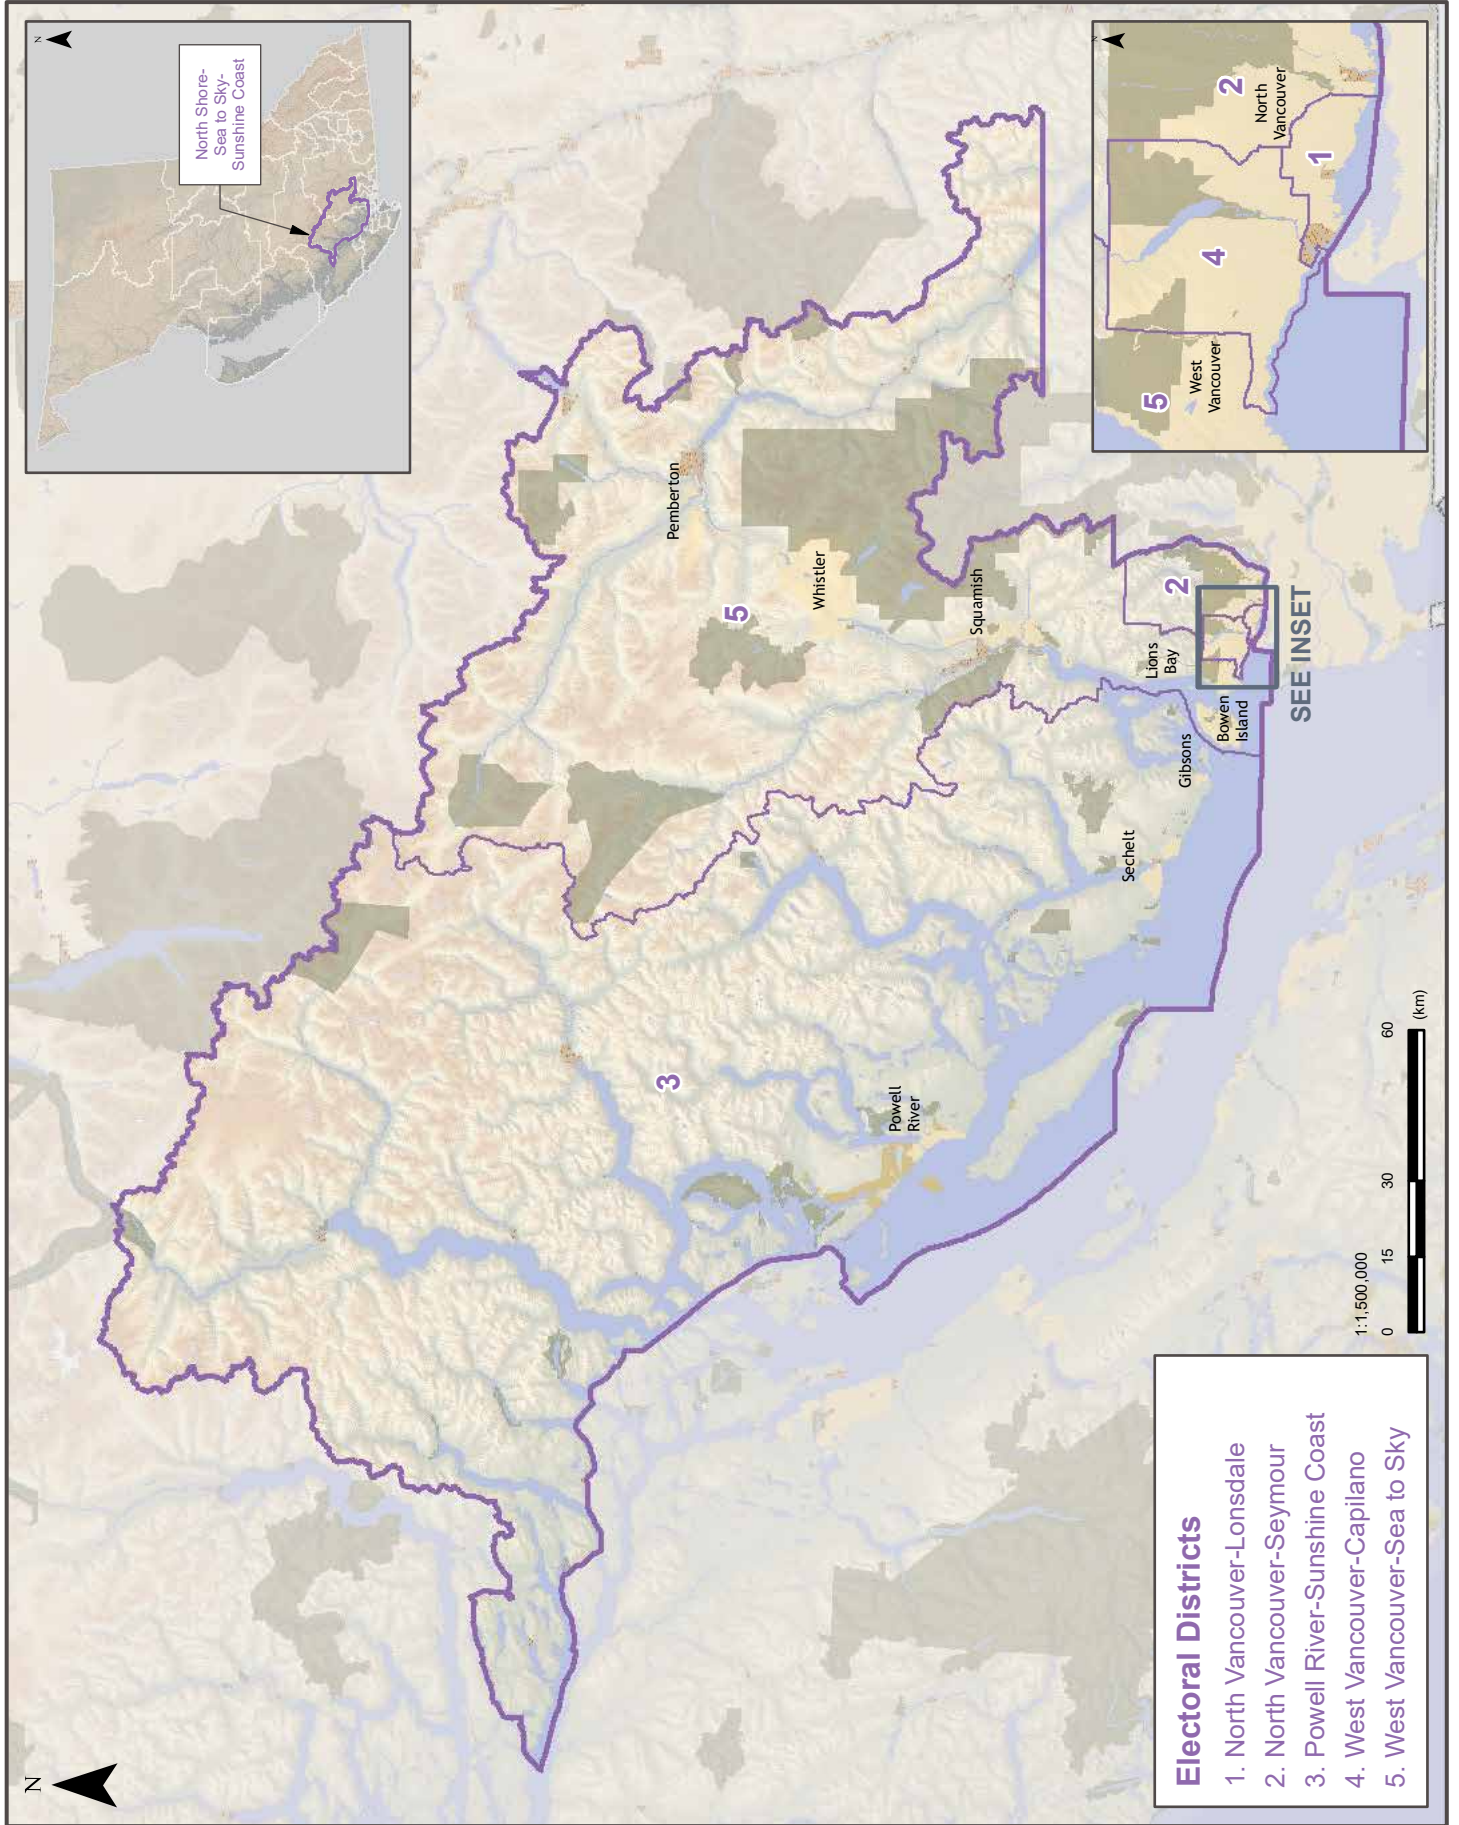 N
N
North Shore-
Sea to Sky-
Sunshine Coast
5
Pemberton
Whistler
Squamish
3
Powell
River
Sechelt
Gibsons
Lions
Bay
Bowen
Island
2
SEE INSET
N
5
West
Vancouver
4
2
North
Vancouver
1
Electoral Districts
1. North Vancouver-Lonsdale
2. North Vancouver-Seymour
3. Powell River-Sunshine Coast
4. West Vancouver-Capilano
5. West Vancouver-Sea to Sky
1:1,500,000
0 15 30 60
(km)